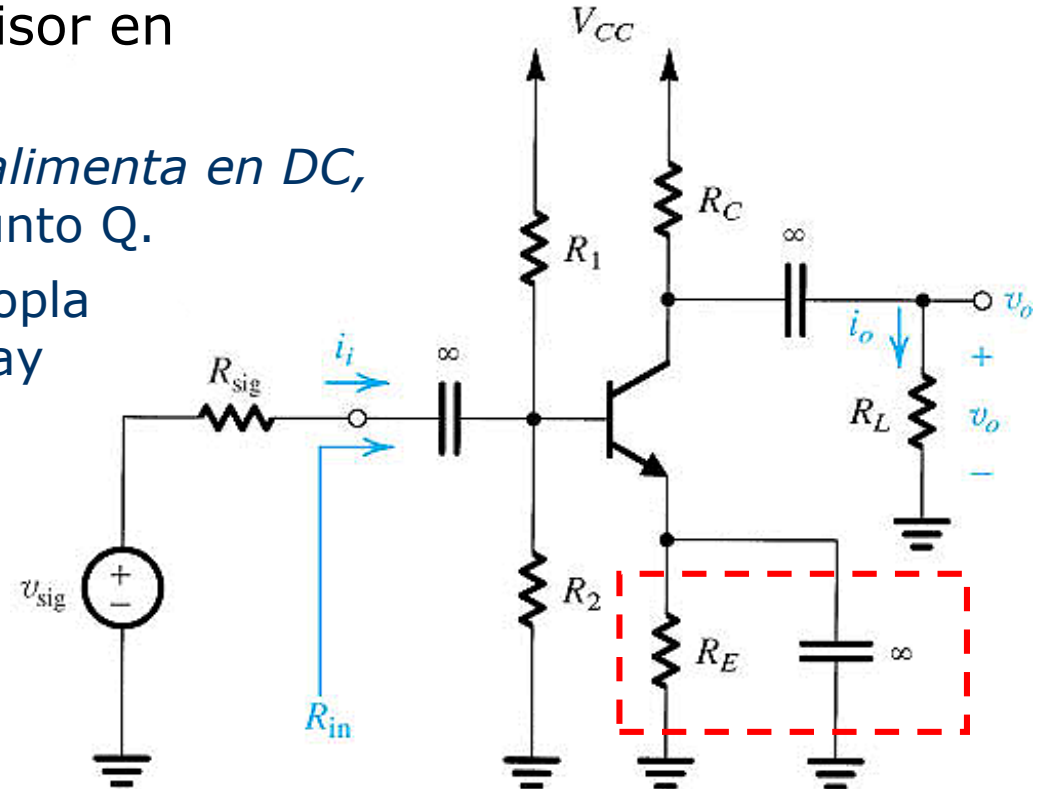 isor en
alimenta en DC,
unto Q.
opla
ay
V_CC
R_C
R_1
∞
v_o
i_o
+
R_L
v_o
−
i_i
∞
R_sig
v_sig
+
−
R_2
R_E
∞
R_in